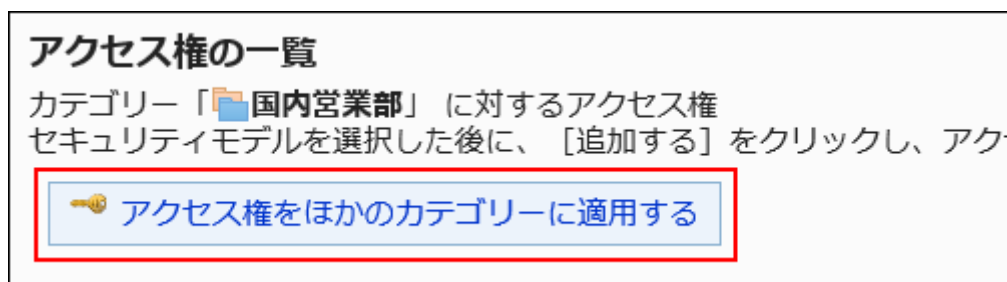 アクセス権の一覧
カテゴリー「国内営業部」 に対するアクセス権
セキュリティモデルを選択した後に、 [追加する] をクリックし、アク
アクセス権をほかのカテゴリーに適用する